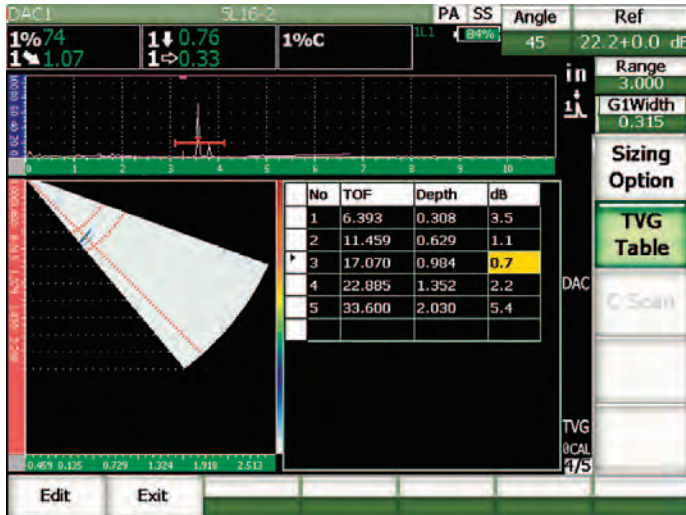 DAC1 5L16-2 PA SS Angle Ref
1L1 84% 45 22.2+0.0 dB
1%74 1⬇0.76 1%C
1⬊1.07 1⇨0.33
in Range
3.000
G1Width
0.315
0 1 2 3 4 5 6 7 8 9 10
Sizing
Option
TVG
Table
C Scan
No TOF Depth dB
1 6.393 0.308 3.5
2 11.459 0.629 1.1
3 17.070 0.984 0.7
4 22.885 1.352 2.2
5 33.600 2.030 5.4
DAC
TVG
CAL
4/5
0.459 0.135 0.729 1.324 1.918 2.513
Edit Exit